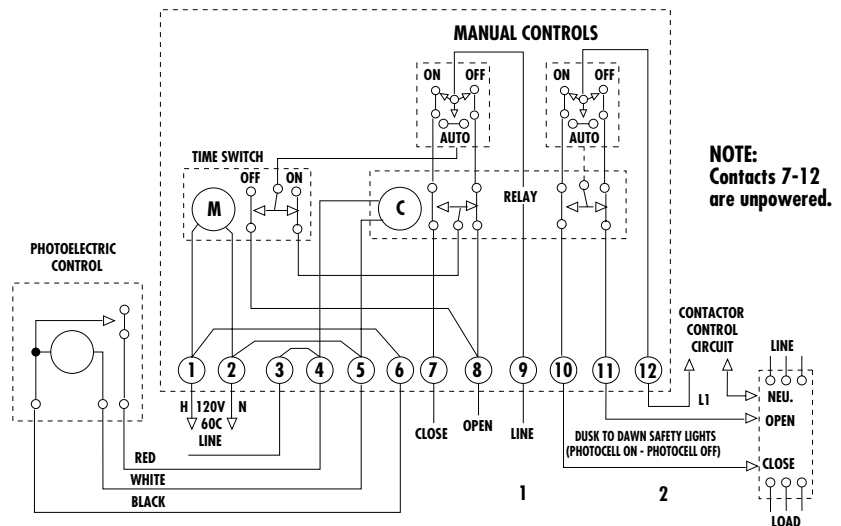 MANUAL CONTROLS
ON OFF
ON OFF
AUTO
AUTO
TIME SWITCH
OFF ON
M
C
RELAY
NOTE:
Contacts 7-12
are unpowered.
PHOTOELECTRIC
CONTROL
1 2 3 4 5 6 7 8 9 10 11 12
CONTACTOR
CONTROL
CIRCUIT
LINE
H 120V N
60C
LINE
CLOSE
OPEN
LINE
L1
NEU.
OPEN
CLOSE
LOAD
DUSK TO DAWN SAFETY LIGHTS
(PHOTOCELL ON - PHOTOCELL OFF)
RED
WHITE
BLACK
1
2